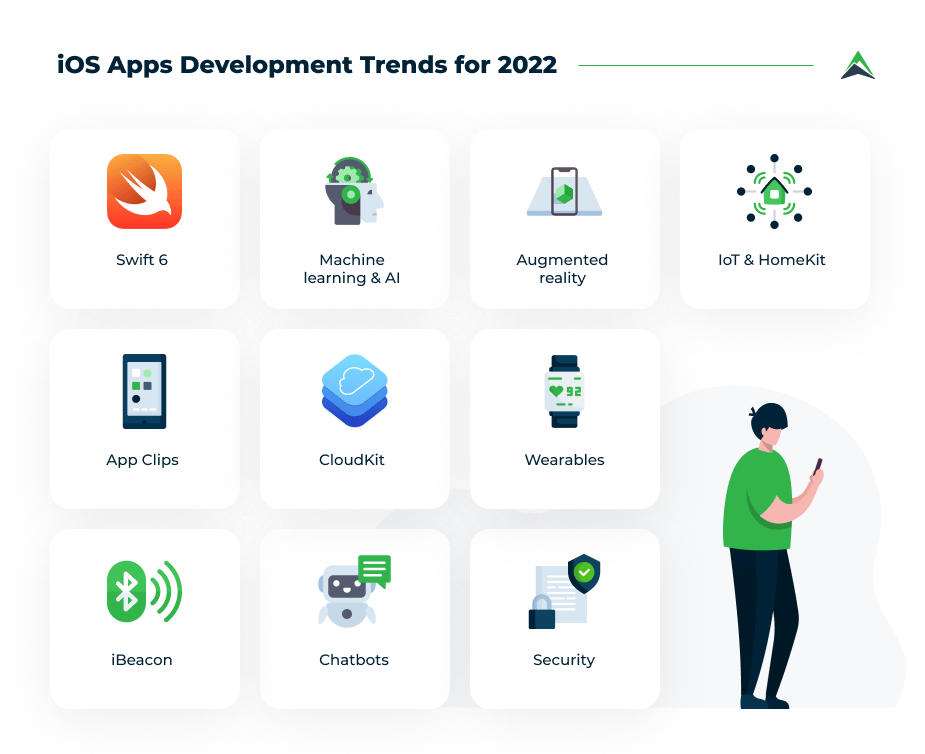 iOS Apps Development Trends for 2022
Swift 6
Machine
learning & AI
Augmented
reality
IoT & HomeKit
App Clips
CloudKit
92
Wearables
iBeacon
Chatbots
Security